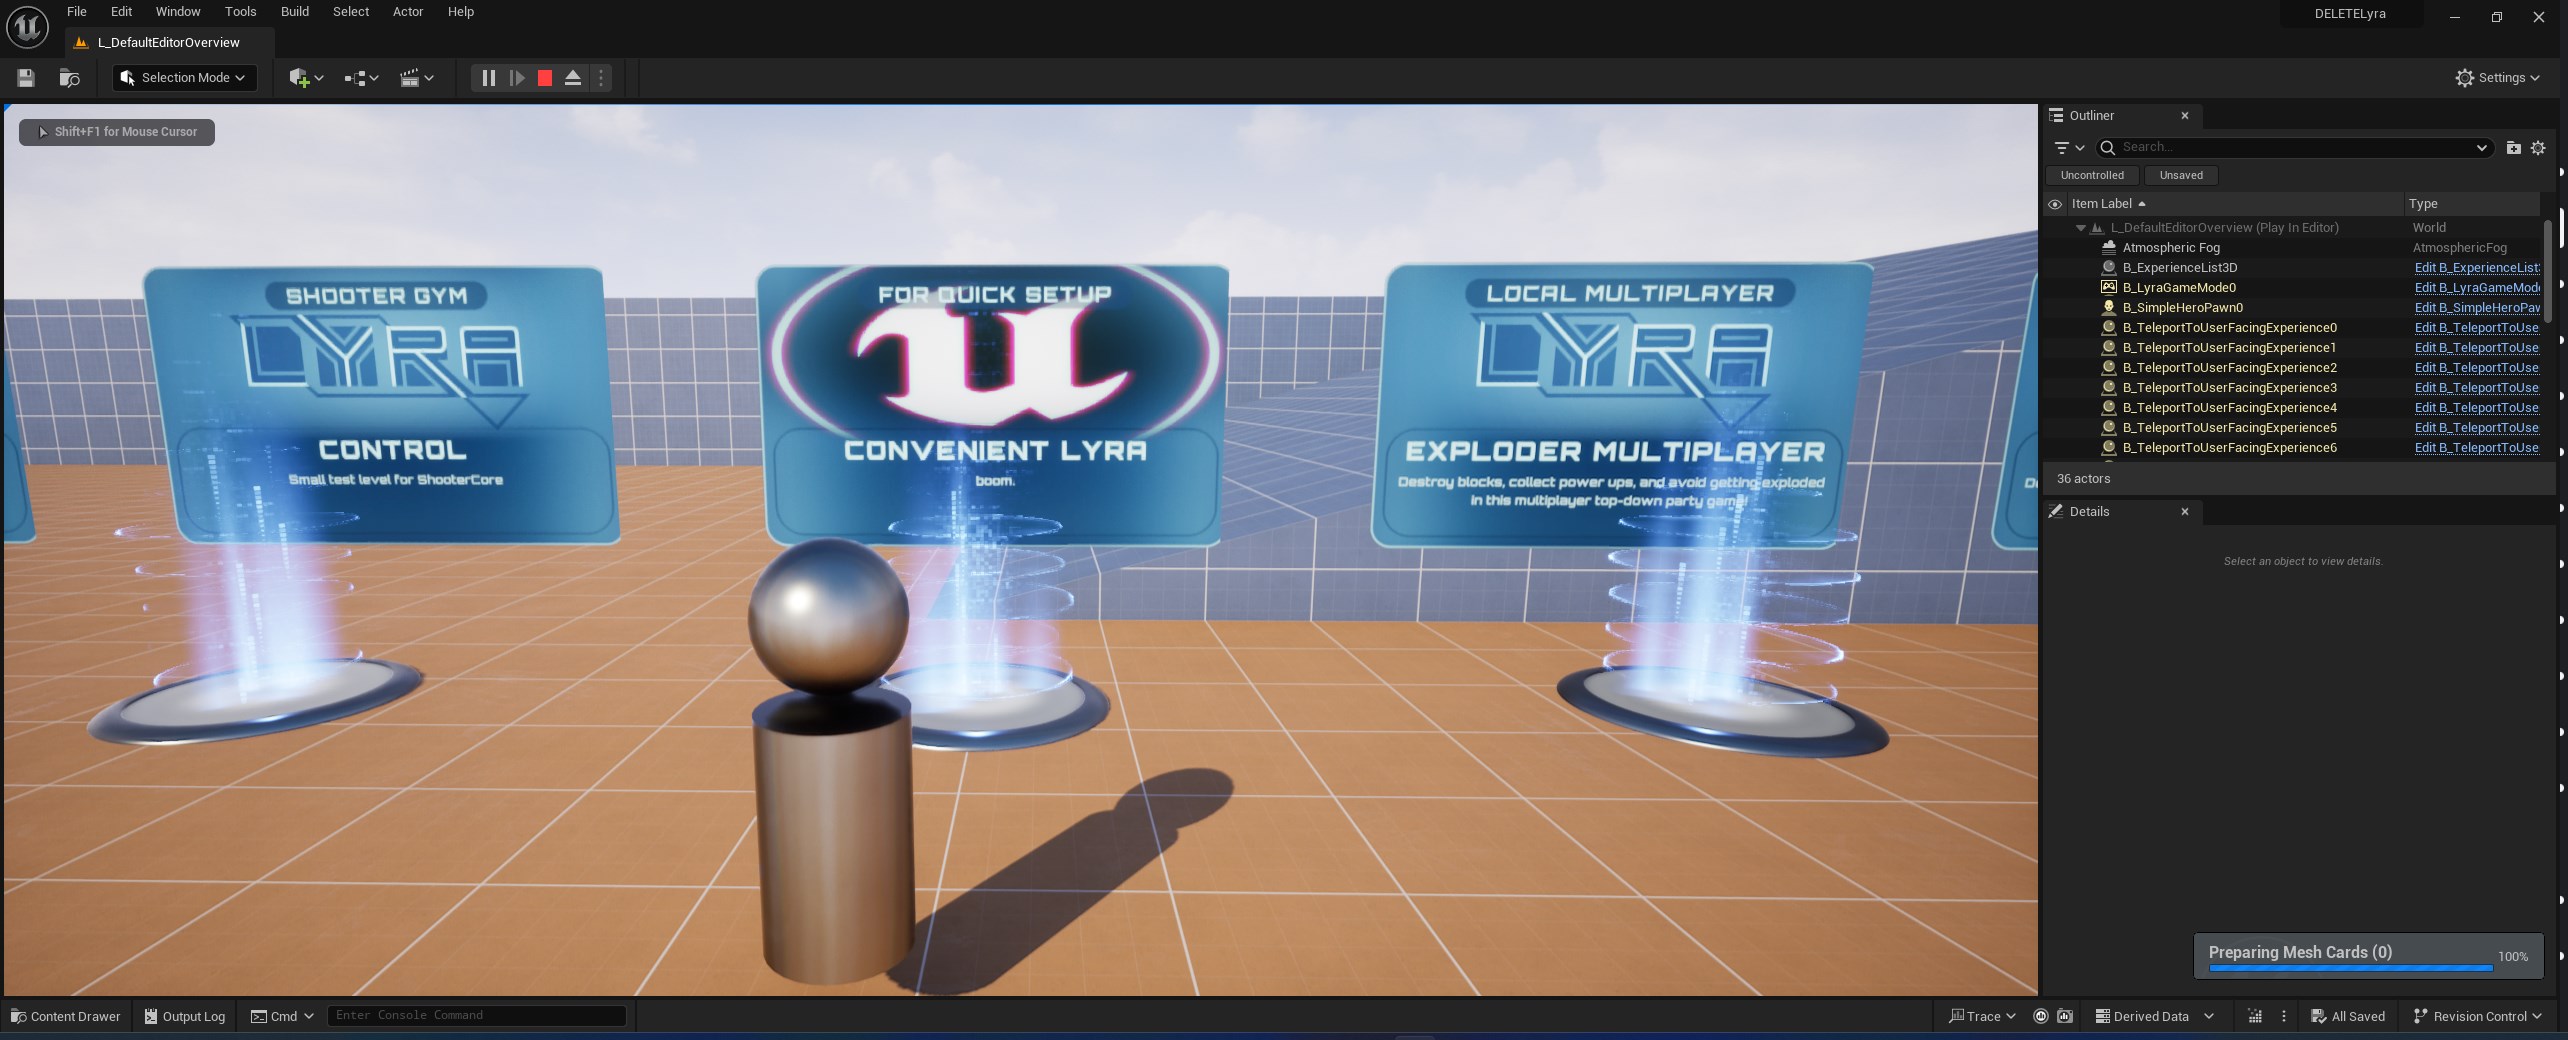 File Edit Window Tools Build Select Actor Help
DELETELyra
L_DefaultEditorOverview
Selection Mode
Settings
Shift+F1 for Mouse Cursor
SHOOTER GYM
LYRA
CONTROL
Small test level for ShooterCore
FOR QUICK SETUP
CONVENIENT LYRA
boom.
LOCAL MULTIPLAYER
LYRA
EXPLODER MULTIPLAYER
Destroy blocks, collect power ups, and avoid getting exploded
in this multiplayer top-down party game!
Outliner
Search...
Uncontrolled Unsaved
Item Label Type
L_DefaultEditorOverview (Play In Editor) World
Atmospheric Fog AtmosphericFog
B_ExperienceList3D Edit B_ExperienceList
B_LyraGameMode0 Edit B_LyraGameMod
B_SimpleHeroPawn0 Edit B_SimpleHeroPaw
B_TeleportToUserFacingExperience0 Edit B_TeleportToUse
B_TeleportToUserFacingExperience1 Edit B_TeleportToUse
B_TeleportToUserFacingExperience2 Edit B_TeleportToUse
B_TeleportToUserFacingExperience3 Edit B_TeleportToUse
B_TeleportToUserFacingExperience4 Edit B_TeleportToUse
B_TeleportToUserFacingExperience5 Edit B_TeleportToUse
B_TeleportToUserFacingExperience6 Edit B_TeleportToUse
36 actors
Details
Select an object to view details.
Preparing Mesh Cards (0) 100%
Content Drawer Output Log Cmd Enter Console Command Trace Derived Data All Saved Revision Control